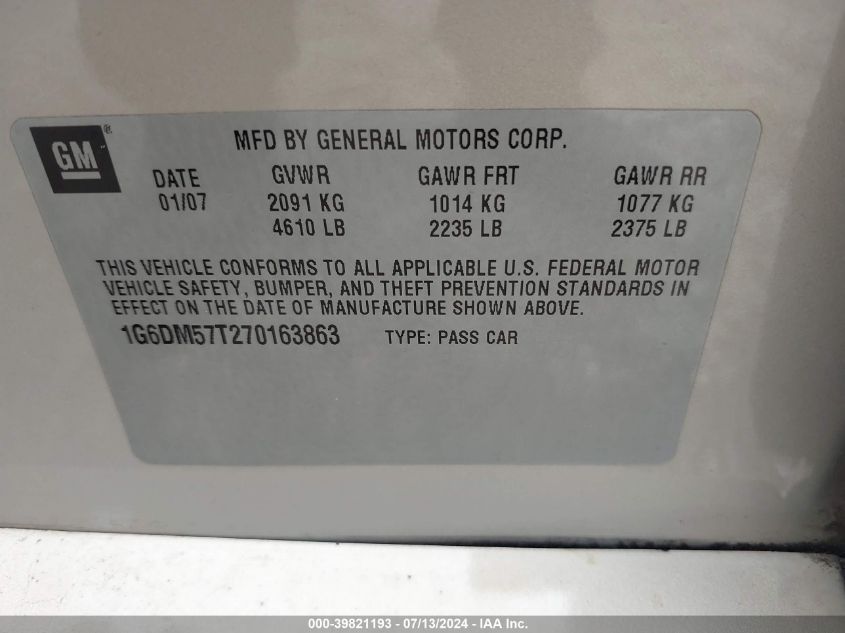 MFD BY GENERAL MOTORS CORP.
GM®
DATE GVWR GAWR FRT GAWR RR
01/07 2091 KG 1014 KG 1077 KG
4610 LB 2235 LB 2375 LB
THIS VEHICLE CONFORMS TO ALL APPLICABLE U.S. FEDERAL MOTOR
VEHICLE SAFETY, BUMPER, AND THEFT PREVENTION STANDARDS IN
EFFECT ON THE DATE OF MANUFACTURE SHOWN ABOVE.
1G6DM57T270163863 TYPE: PASS CAR
000-39821193 - 07/13/2024 - IAA Inc.